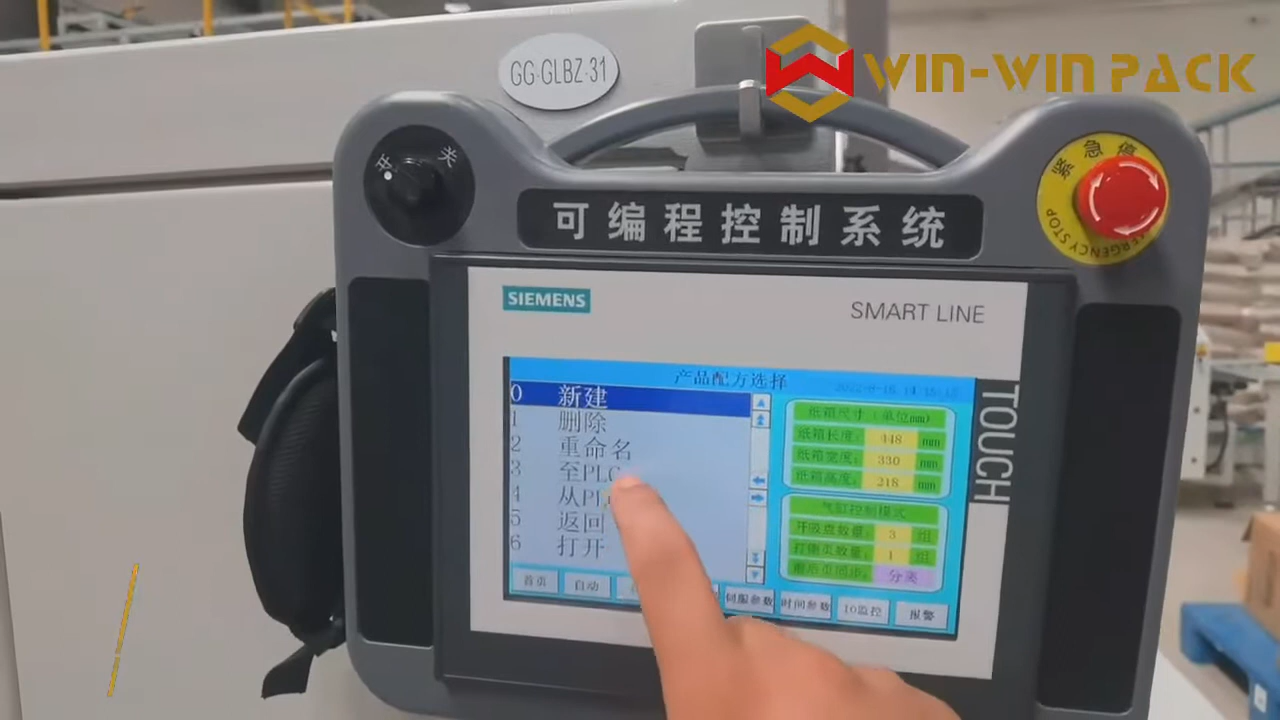 GG-GLBZ-31
WIN-WIN PACK
开 关
紧急停
EMERGENCY STOP
可编程控制系统
SIEMENS
SMART LINE
TOUCH
产品配方选择
0 新建
1 删除
2 重命名
3 至PLC
4 从PL
5 返回
6 打开
纸箱尺寸(单位mm)
纸箱长度: 448 mm
纸箱宽度: 330 mm
纸箱高度: 218 mm
气缸控制模式
开吸盘数量: 3 组
打侧页数量: 1 组
前后页同步: 分离
首页 自动 伺服参数 时间参数 IO监控 报警